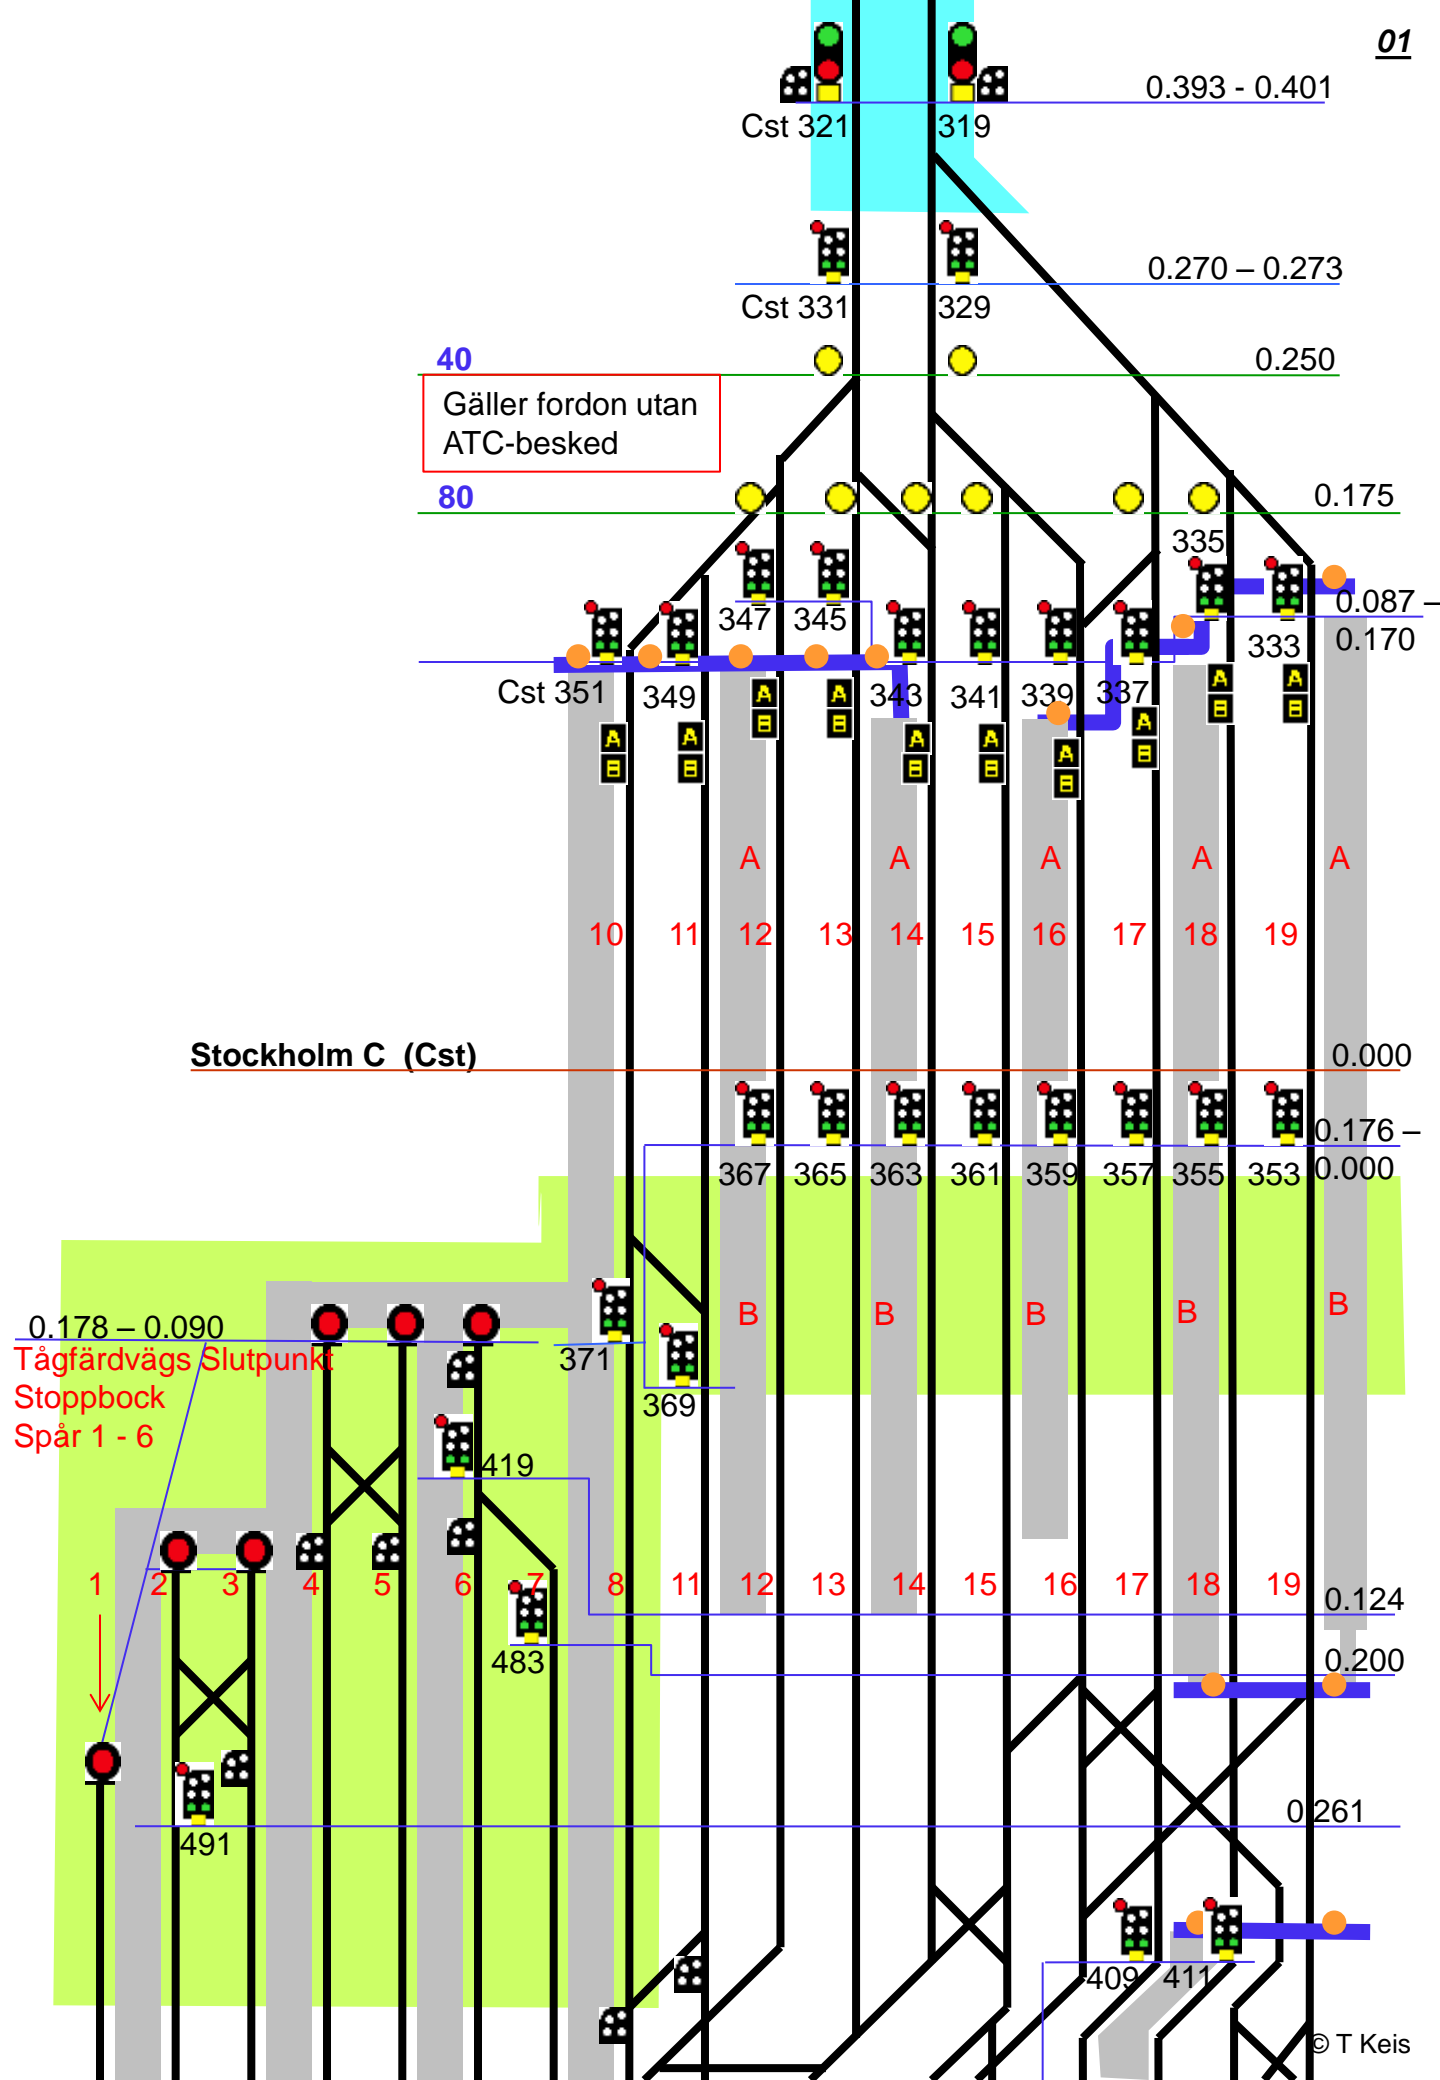 01
0.393 - 0.401
Cst 321 319
0.270 – 0.273
Cst 331 329
40 0.250
Gäller fordon utan
ATC-besked
80 0.175
335
0.087 –
347 345 0.170
333
Cst 351 349 343 341 339 337
A A A A A A A A A A
B B B B B B B B B B
A A A A A
10 11 12 13 14 15 16 17 18 19
Stockholm C (Cst) 0.000
0.176 –
367 365 363 361 359 357 355 353 0.000
B B B B B
0.178 – 0.090
Tågfärdvägs Slutpunkt 371
Stoppbock 369
Spår 1 - 6
419
1 2 3 4 5 6 7 8 11 12 13 14 15 16 17 18 19
0.124
483 0.200
0.261
491
409 411
© T Keis